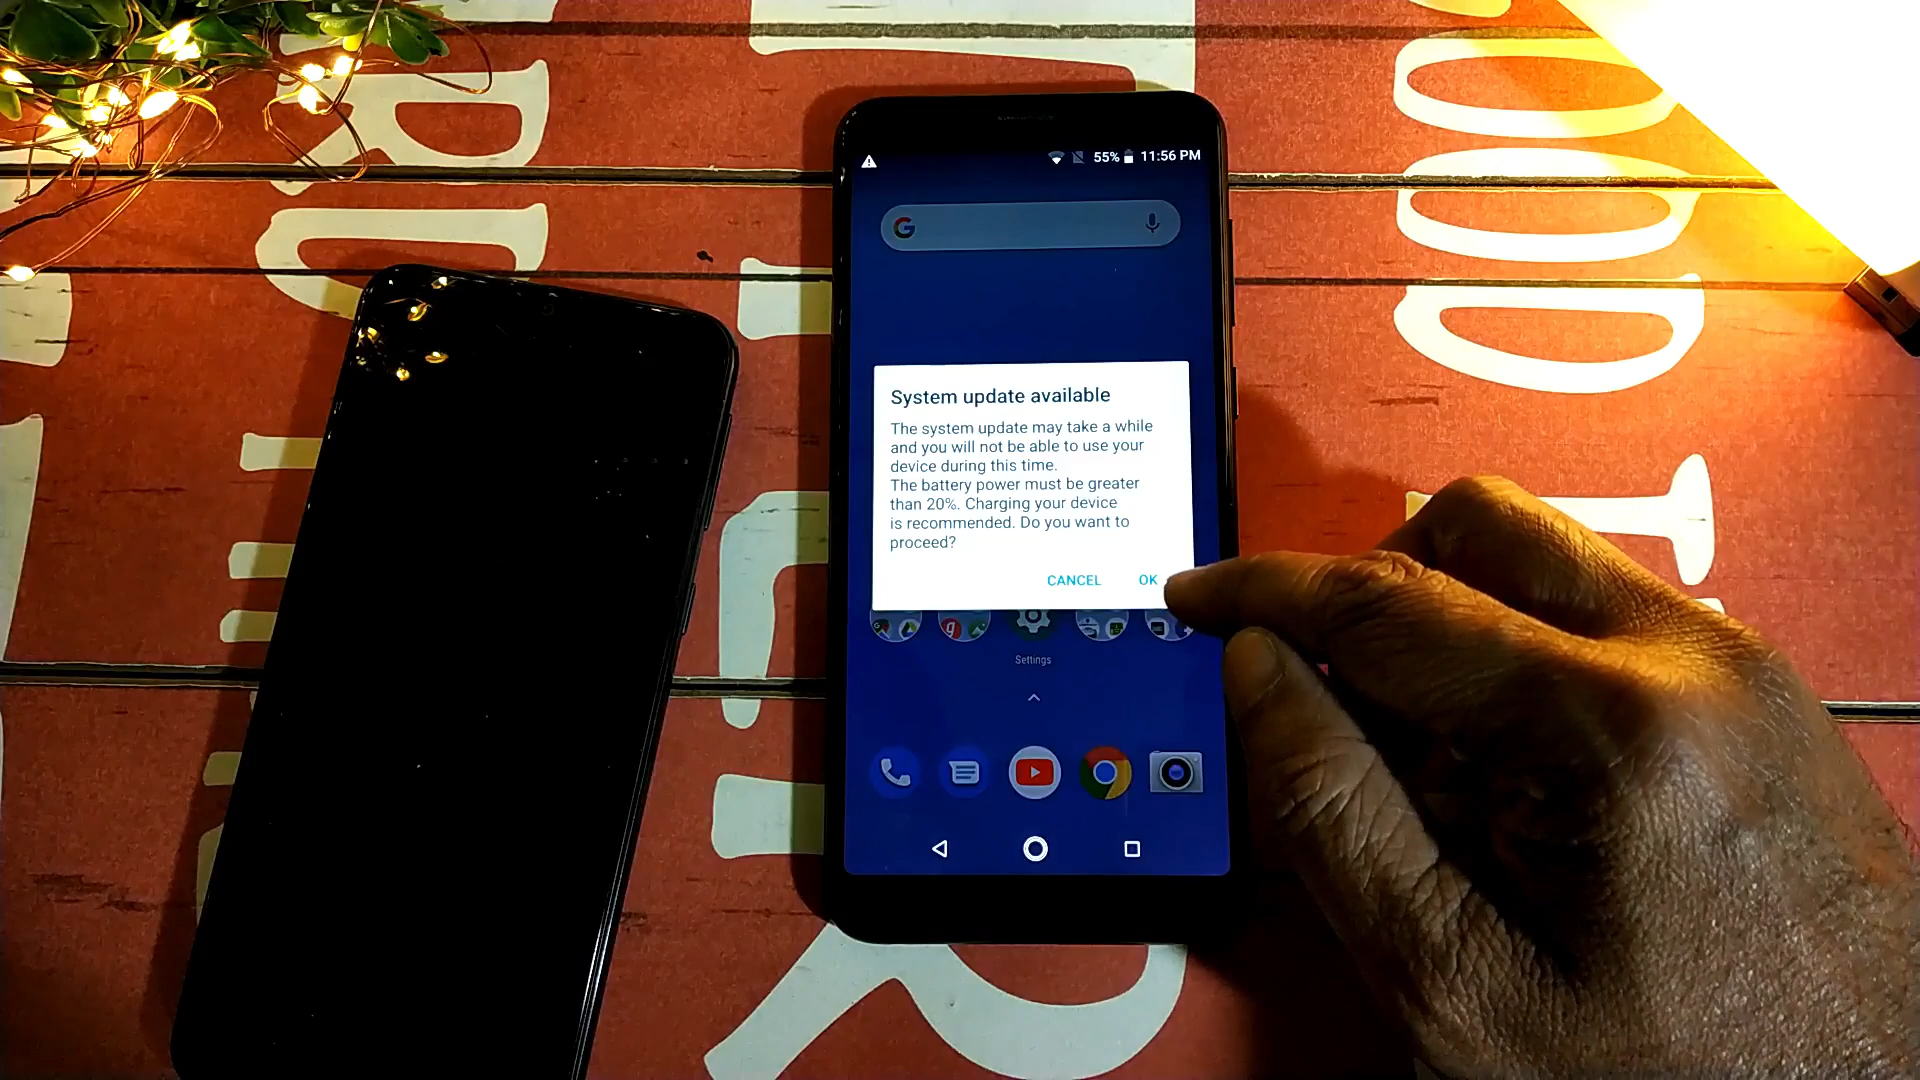 55% 11:56 PM
G
System update available
The system update may take a while
and you will not be able to use your
device during this time.
The battery power must be greater
than 20%. Charging your device
is recommended. Do you want to
proceed?
CANCEL OK
Settings